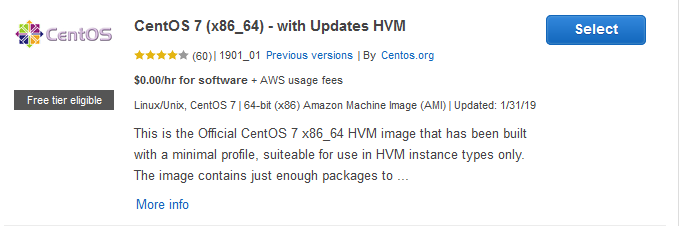 CentOS
CentOS 7 (x86_64) - with Updates HVM
Select
(60) | 1901_01 Previous versions | By Centos.org
$0.00/hr for software + AWS usage fees
Free tier eligible
Linux/Unix, CentOS 7 | 64-bit (x86) Amazon Machine Image (AMI) | Updated: 1/31/19
This is the Official CentOS 7 x86_64 HVM image that has been built
with a minimal profile, suiteable for use in HVM instance types only.
The image contains just enough packages to ...
More info